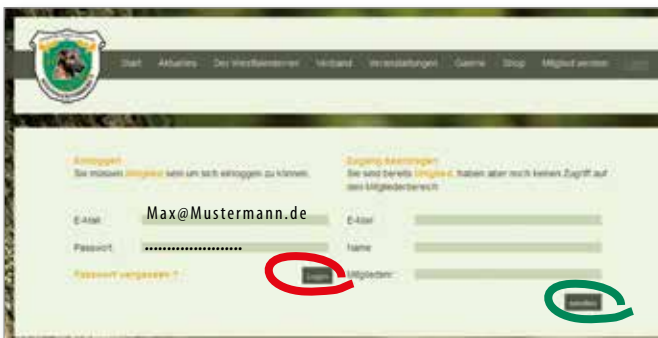 Start Aktuelles Der Westfalenterrier Verband Veranstaltungen Galerie Shop Mitglied werden Login
Einloggen
Sie müssen Mitglied sein um sich einloggen zu können.
E-Mail:
Max@Mustermann.de
Passwort:
••••••••••••••••••••••
Passwort vergessen ?
Login
Zugang beantragen
Sie sind bereits Mitglied, haben aber noch keinen Zugriff auf
den Mitgliederbereich
E-Mail:
Name:
Mitgliedsnr:
Senden